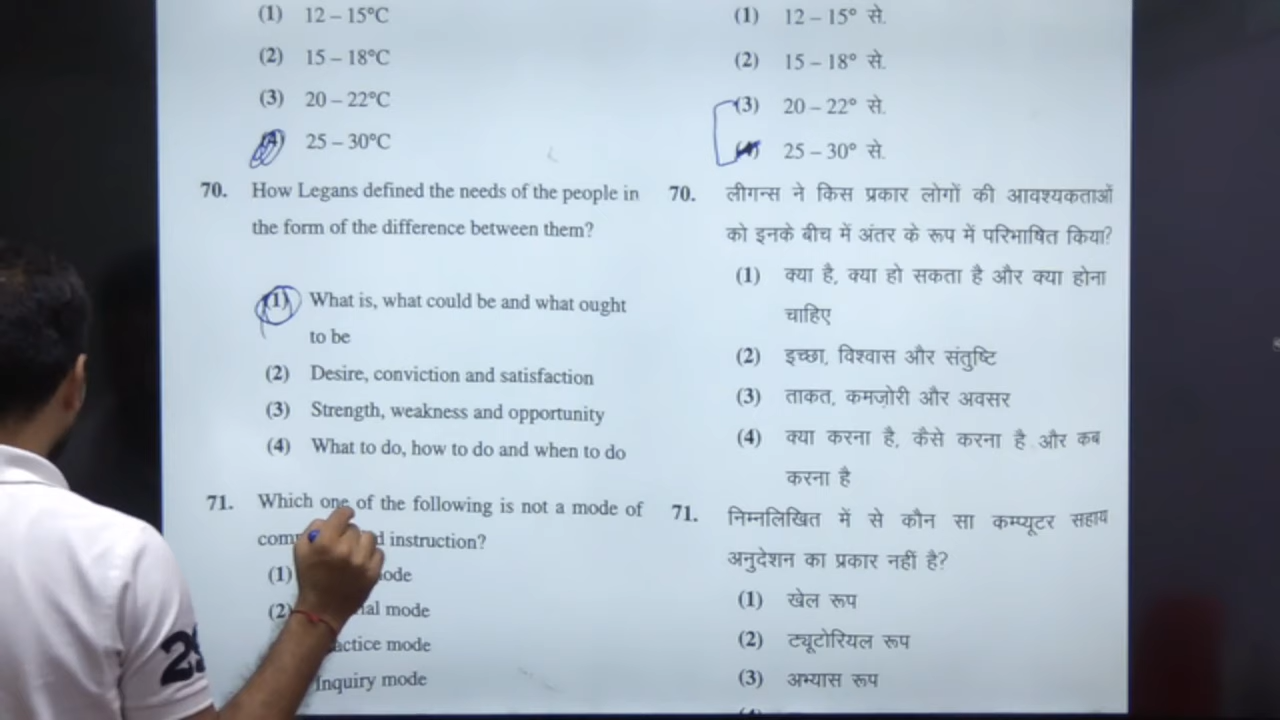 (1) 12 – 15°C
(2) 15 – 18°C
(3) 20 – 22°C
(4) 25 – 30°C
70. How Legans defined the needs of the people in
the form of the difference between them?
(1) What is, what could be and what ought
to be
(2) Desire, conviction and satisfaction
(3) Strength, weakness and opportunity
(4) What to do, how to do and when to do
71. Which one of the following is not a mode of
instruction?
(1)
(2) mode
mode
Inquiry mode
(1) 12 – 15° से.
(2) 15 – 18° से.
(3) 20 – 22° से.
25 – 30° से.
70. लीगन्स ने किस प्रकार लोगों की आवश्यकताओं
को इनके बीच में अंतर के रूप में परिभाषित किया?
(1) क्या है, क्या हो सकता है और क्या होना
चाहिए
(2) इच्छा, विश्वास और संतुष्टि
(3) ताकत, कमज़ोरी और अवसर
(4) क्या करना है, कैसे करना है और कब
करना है
71. निम्नलिखित में से कौन सा कम्प्यूटर सहाय
अनुदेशन का प्रकार नहीं है?
(1) खेल रूप
(2) ट्यूटोरियल रूप
(3) अभ्यास रूप